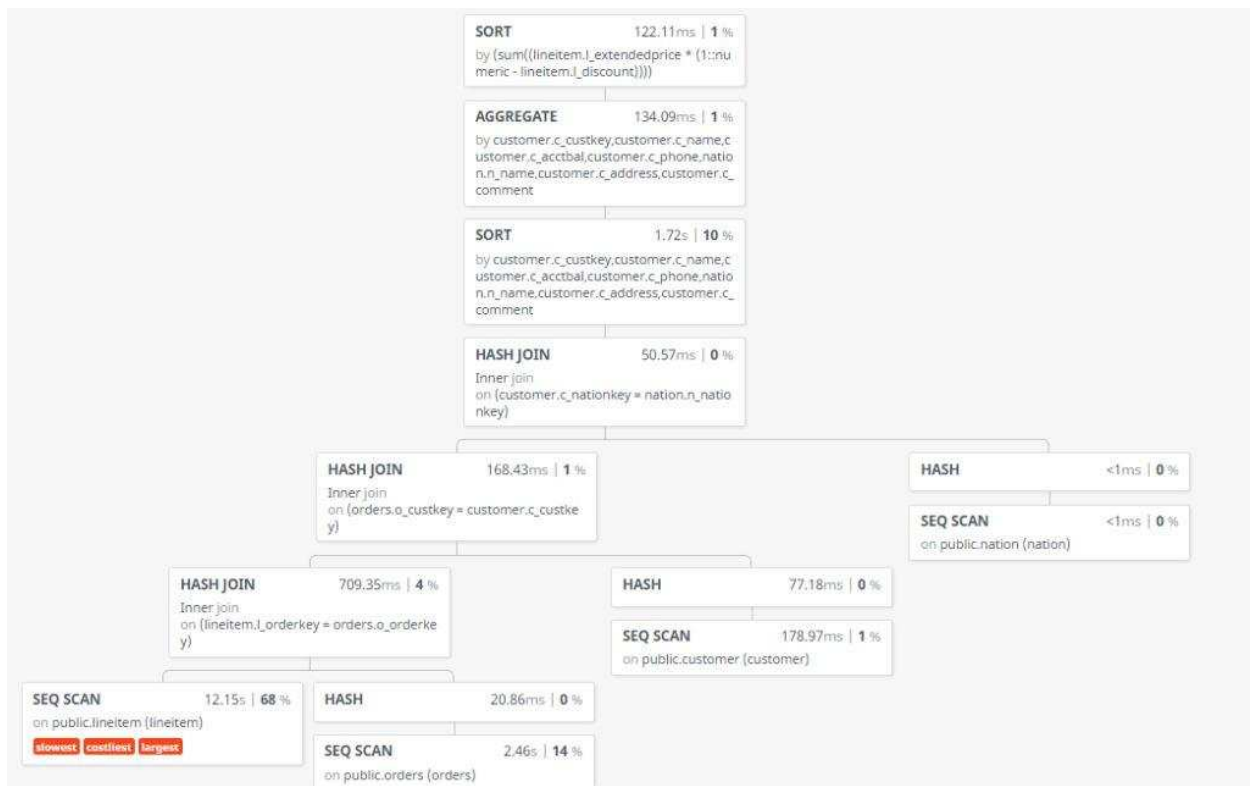 SORT 122.11ms | 1 %
by (sum((lineitem.l_extendedprice * (1::nu
meric - lineitem.l_discount))))
AGGREGATE 134.09ms | 1 %
by customer.c_custkey,customer.c_name,c
ustomer.c_acctbal,customer.c_phone,natio
n.n_name,customer.c_address,customer.c_
comment
SORT 1.72s | 10 %
by customer.c_custkey,customer.c_name,c
ustomer.c_acctbal,customer.c_phone,natio
n.n_name,customer.c_address,customer.c_
comment
HASH JOIN 50.57ms | 0 %
Inner join
on (customer.c_nationkey = nation.n_natio
nkey)
HASH JOIN 168.43ms | 1 %
Inner join
on (orders.o_custkey = customer.c_custke
y)
HASH <1ms | 0 %
SEQ SCAN <1ms | 0 %
on public.nation (nation)
HASH JOIN 709.35ms | 4 %
Inner join
on (lineitem.l_orderkey = orders.o_orderke
y)
HASH 77.18ms | 0 %
SEQ SCAN 178.97ms | 1 %
on public.customer (customer)
SEQ SCAN 12.15s | 68 %
on public.lineitem (lineitem)
slowest costliest largest
HASH 20.86ms | 0 %
SEQ SCAN 2.46s | 14 %
on public.orders (orders)